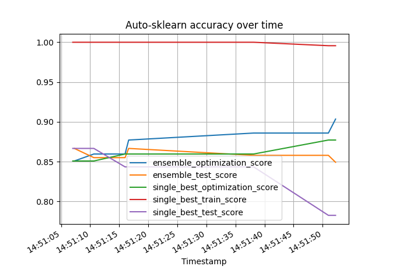 Auto-sklearn accuracy over time
1.00
0.95
0.90
0.85
0.80
ensemble_optimization_score
ensemble_test_score
single_best_optimization_score
single_best_train_score
single_best_test_score
14:51:05
14:51:10
14:51:15
14:51:20
14:51:25
14:51:30
14:51:35
14:51:40
14:51:45
14:51:50
Timestamp